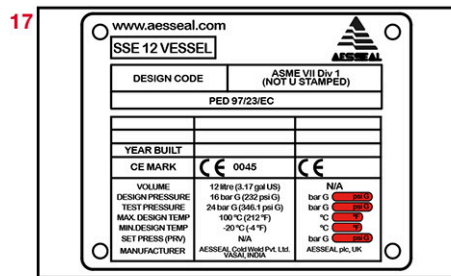 17
www.aesseal.com
AESSEAL
SSE 12 VESSEL
DESIGN CODE ASME VII Div 1
(NOT U STAMPED)
PED 97/23/EC
YEAR BUILT
CE MARK CE 0045 CE
VOLUME 12 litre (3.17 gal US) N/A
DESIGN PRESSURE 16 bar G (232 psi G) bar G psi G
TEST PRESSURE 24 bar G (346.1 psi G) bar G psi G
MAX. DESIGN TEMP 100 °C (212 °F) °C °F
MIN.DESIGN TEMP -20 °C (-4 °F) °C °F
SET PRESS (PRV) N/A bar G psi G
MANUFACTURER AESSEAL Cold Weld Pvt. Ltd. AESSEAL plc, UK
VASAI, INDIA